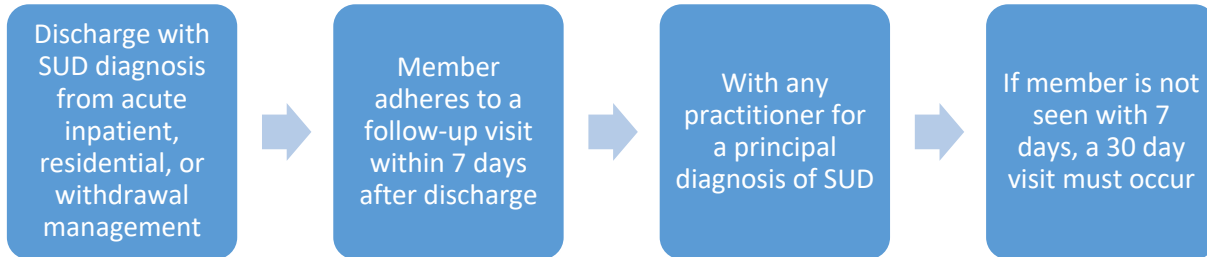 Discharge with
SUD diagnosis
from acute
inpatient,
residential, or
withdrawal
management
Member
adheres to a
follow-up visit
within 7 days
after discharge
With any
practitioner for
a principal
diagnosis of SUD
If member is not
seen with 7
days, a 30 day
visit must occur